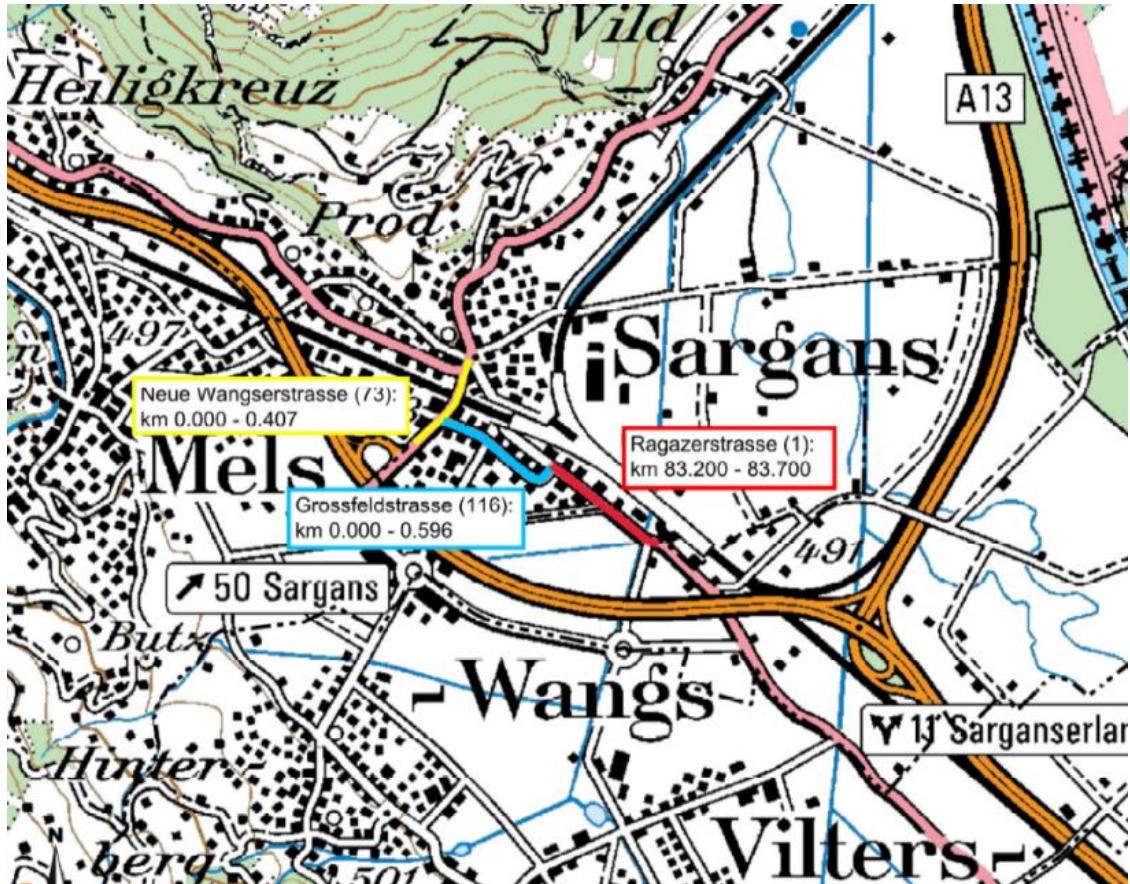 Vild
Heiligkreuz
A13
Prod
497
Sargans
Neue Wangserstrasse (73):
km 0.000 - 0.407
Ragazerstrasse (1):
km 83.200 - 83.700
Mels
Grossfeldstrasse (116):
km 0.000 - 0.596
491
50 Sargans
Butz
Wangs
11 Sarganserlan
Hinter-
berg
501
Vilters-
N